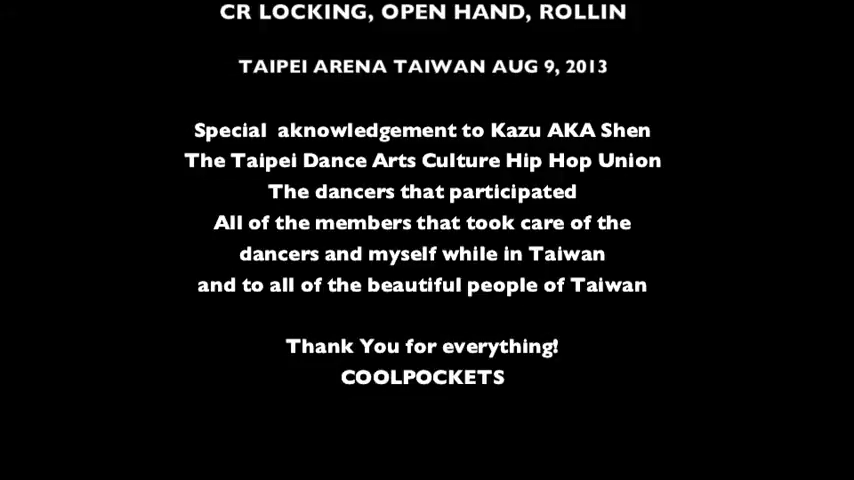 CR LOCKING, OPEN HAND, ROLLIN
TAIPEI ARENA TAIWAN AUG 9, 2013
Special aknowledgement to Kazu AKA Shen
The Taipei Dance Arts Culture Hip Hop Union
The dancers that participated
All of the members that took care of the
dancers and myself while in Taiwan
and to all of the beautiful people of Taiwan
Thank You for everything!
COOLPOCKETS